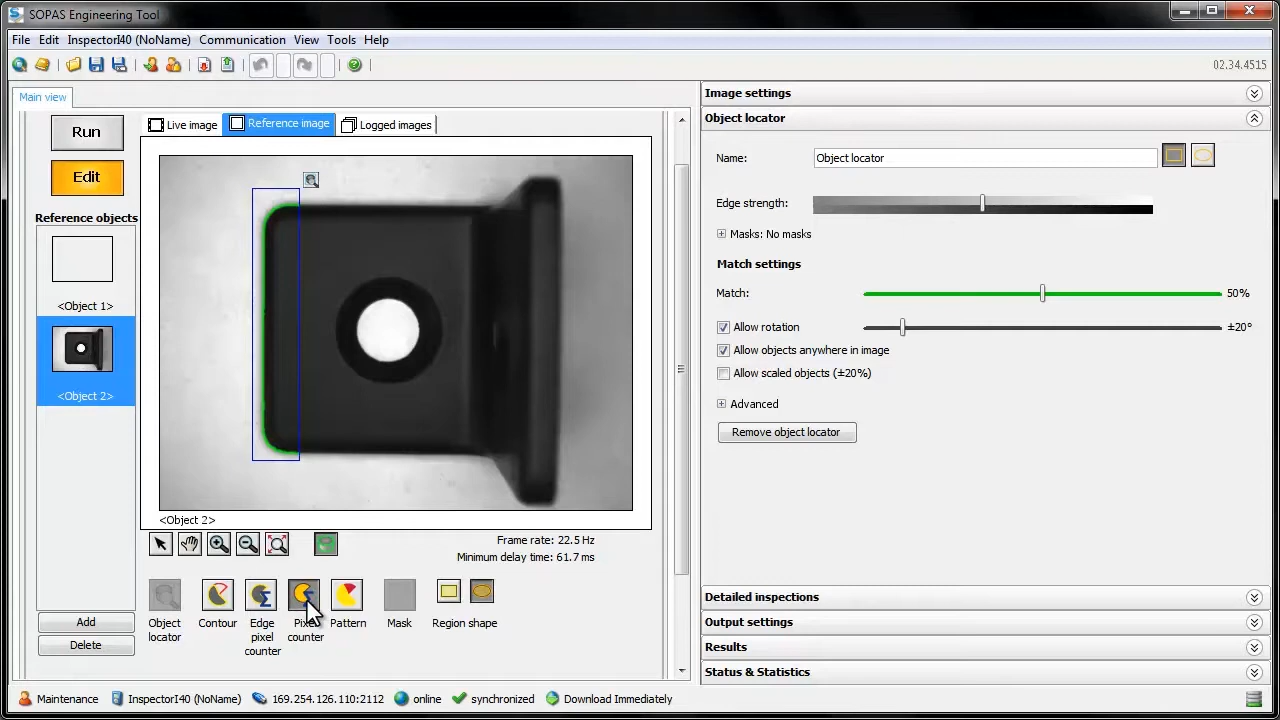 SOPAS Engineering Tool
File Edit InspectorI40 (NoName) Communication View Tools Help
02.34.4515
Main view
Run
Edit
Reference objects
<Object 1>
<Object 2>
Add
Delete
Live image Reference image Logged images
<Object 2>
Frame rate: 22.5 Hz
Minimum delay time: 61.7 ms
Object locator
Contour
Edge pixel counter
Pixel counter
Pattern
Mask
Region shape
Image settings
Object locator
Name: Object locator
Edge strength:
Masks: No masks
Match settings
Match: 50%
Allow rotation ±20°
Allow objects anywhere in image
Allow scaled objects (±20%)
Advanced
Remove object locator
Detailed inspections
Output settings
Results
Status & Statistics
Maintenance InspectorI40 (NoName) 169.254.126.110:2112 online synchronized Download Immediately